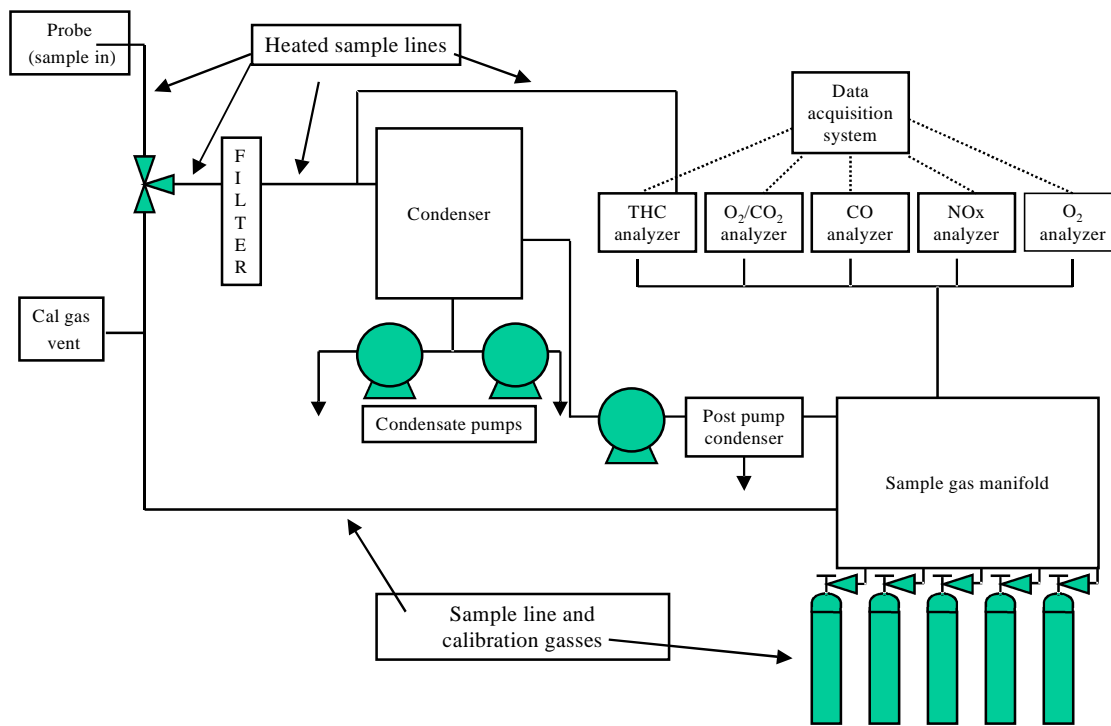 Probe
(sample in)
Heated sample lines
Data
acquisition
system
F
I
L
T
E
R
Condenser
THC
analyzer
O₂/CO₂
analyzer
CO
analyzer
NOx
analyzer
O₂
analyzer
Cal gas
vent
Condensate pumps
Post pump
condenser
Sample gas manifold
Sample line and
calibration gasses